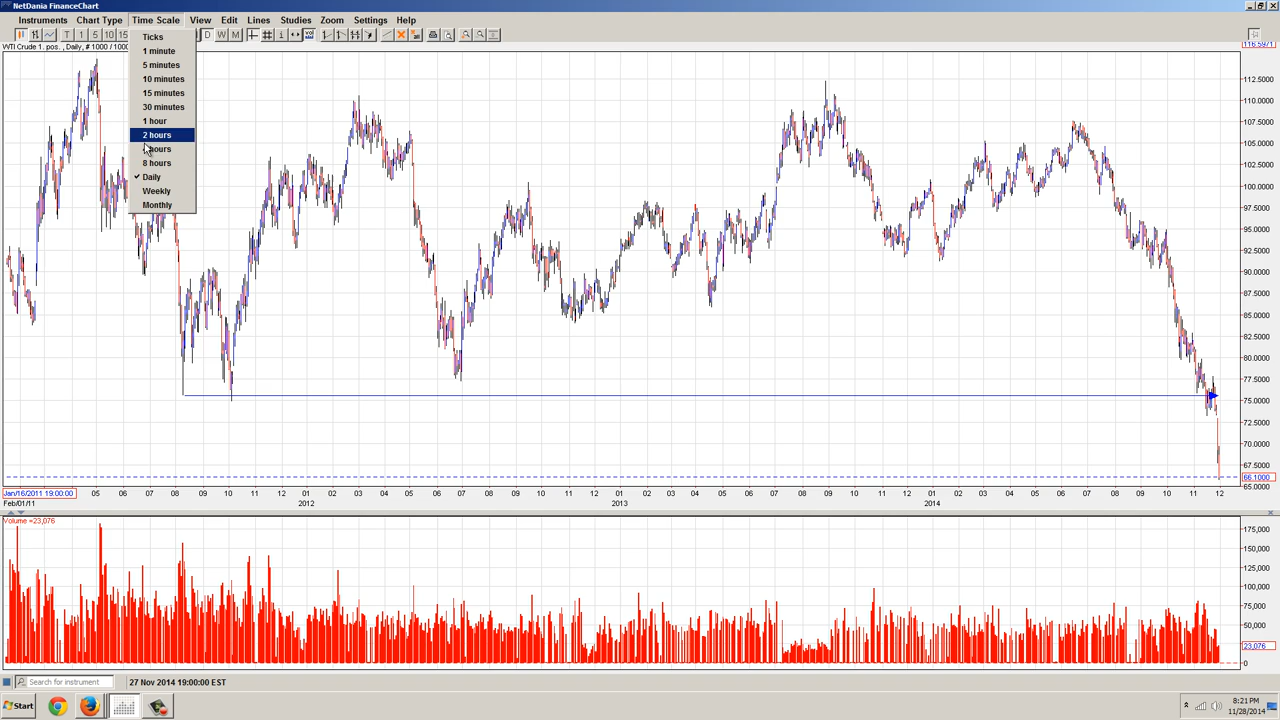 NetDania FinanceChart
Instruments Chart Type Time Scale View Edit Lines Studies Zoom Settings Help
T 1 5 10 15 D W M
WTI Crude 1. pos. , Daily, # 1000 / 1000
Ticks
1 minute
5 minutes
10 minutes
15 minutes
30 minutes
1 hour
2 hours
hours
8 hours
Daily
Weekly
Monthly
116.5971
112.5000
110.0000
107.5000
105.0000
102.5000
100.0000
97.5000
95.0000
92.5000
90.0000
87.5000
85.0000
82.5000
80.0000
77.5000
75.0000
72.5000
70.0000
67.5000
66.1000
65.0000
Jan/16/2011 19:00:00 05 06 07 08 09 10 11 12 01 02 03 04 05 06 07 08 09 10 11 12 01 02 03 04 05 06 07 08 09 10 11 12 01 03 04 05 06 07 08 09 10 11 12
Feb/01/11 2012 2013 2014
Volume =23,076
175,000
150,000
125,000
100,000
75,000
50,000
23,076
0
Search for instrument 27 Nov 2014 19:00:00 EST
Start
8:21 PM
11/28/2014